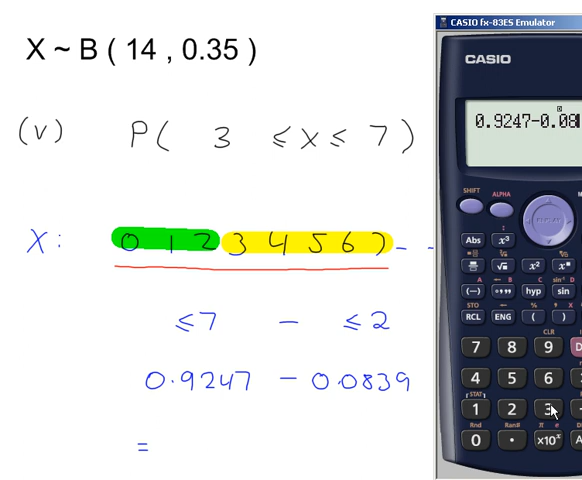 X ~ B ( 14 , 0.35 )
(v) P( 3 ≤ X ≤ 7 )
X: 0 1 2 3 4 5 6 7 - -
≤7 - ≤2
0.9247 - 0.0839
=
CASIO fx-83ES Emulator
CASIO
0.9247-0.08
SHIFT ALPHA
REPLAY
Abs x³
√ x² x^
(−) °’” hyp sin
STO
RCL ENG ( )
CLR
7 8 9 D
4 5 6
[STAT]
1 2 3
Rnd Ran# π e
0 . ×10ˣ A